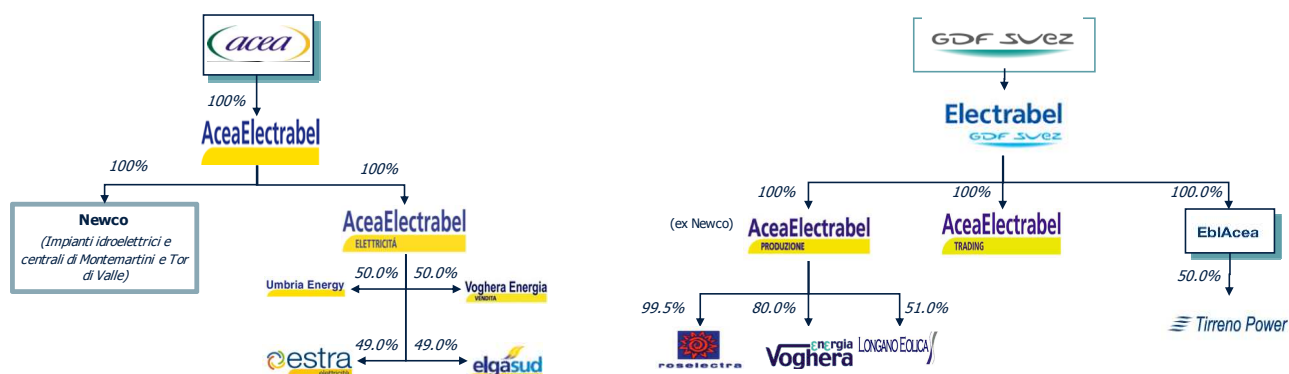 acea
100%
AceaElectrabel
100%
100%
Newco
(Impianti idroelettrici e
centrali di Montemartini e Tor
di Valle)
AceaElectrabel
ELETTRICITÀ
50.0%
50.0%
Umbria Energy
Voghera Energia
VENDITA
49.0%
49.0%
estra
elettricità
elgasud
GDF SUEZ
Electrabel
GDF SUEZ
100%
100%
100.0%
(ex Newco)
AceaElectrabel
PRODUZIONE
AceaElectrabel
TRADING
EblAcea
50.0%
Tirreno Power
99.5%
80.0%
51.0%
roselectra
Voghera
Energia
LONGANO EOLICA